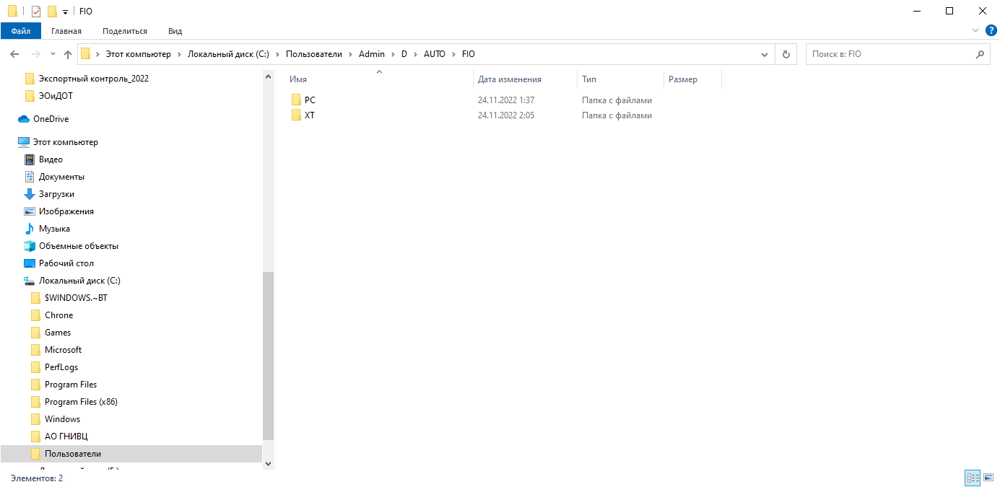 FIO
Файл Главная Поделиться Вид
Этот компьютер Локальный диск (C:) Пользователи Admin D AUTO FIO
Поиск в: FIO
Экспортный контроль_2022
ЭОиДОТ
OneDrive
Этот компьютер
Видео
Документы
Загрузки
Изображения
Музыка
Объемные объекты
Рабочий стол
Локальный диск (C:)
$WINDOWS.~BT
Chrone
Games
Microsoft
PerfLogs
Program Files
Program Files (x86)
Windows
АО ГНИВЦ
Пользователи
Имя Дата изменения Тип Размер
PC 24.11.2022 1:37 Папка с файлами
XT 24.11.2022 2:05 Папка с файлами
Элементов: 2